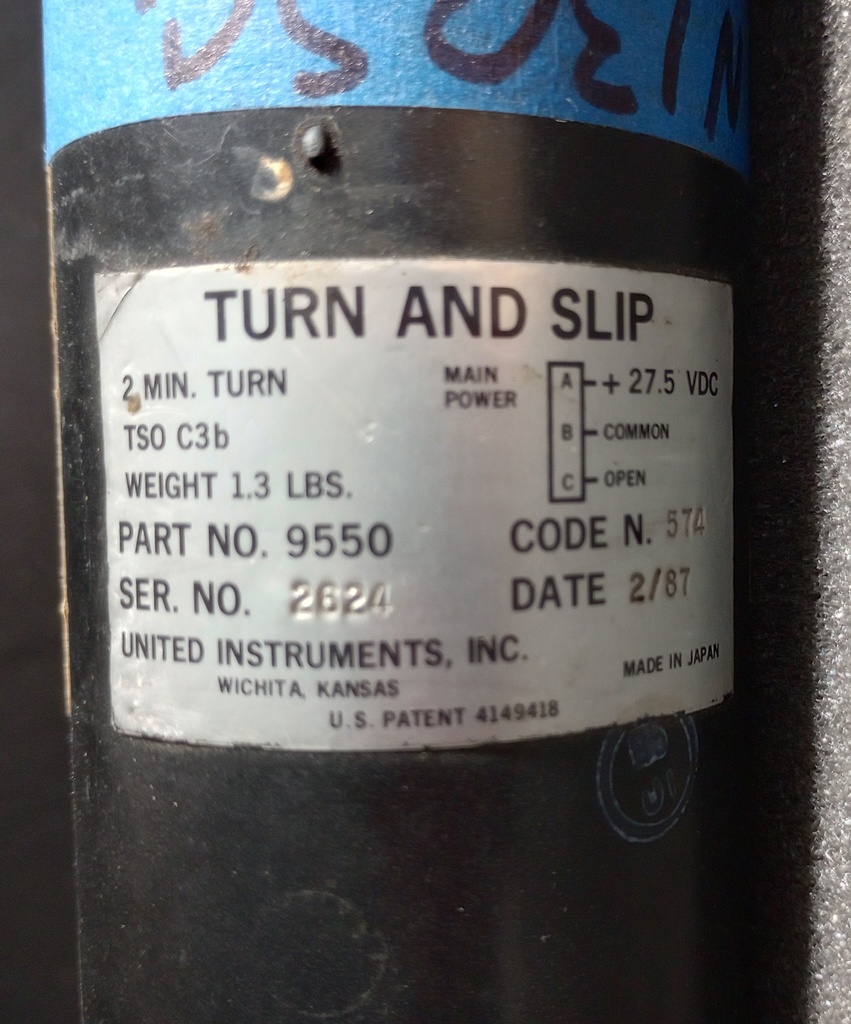 N132SA
TURN AND SLIP
2 MIN. TURN
TSO C3b
WEIGHT 1.3 LBS.
MAIN
POWER
A + 27.5 VDC
B COMMON
C OPEN
PART NO. 9550
CODE N. 574
SER. NO. 2624
DATE 2/87
UNITED INSTRUMENTS, INC.
WICHITA, KANSAS
MADE IN JAPAN
U.S. PATENT 4149418